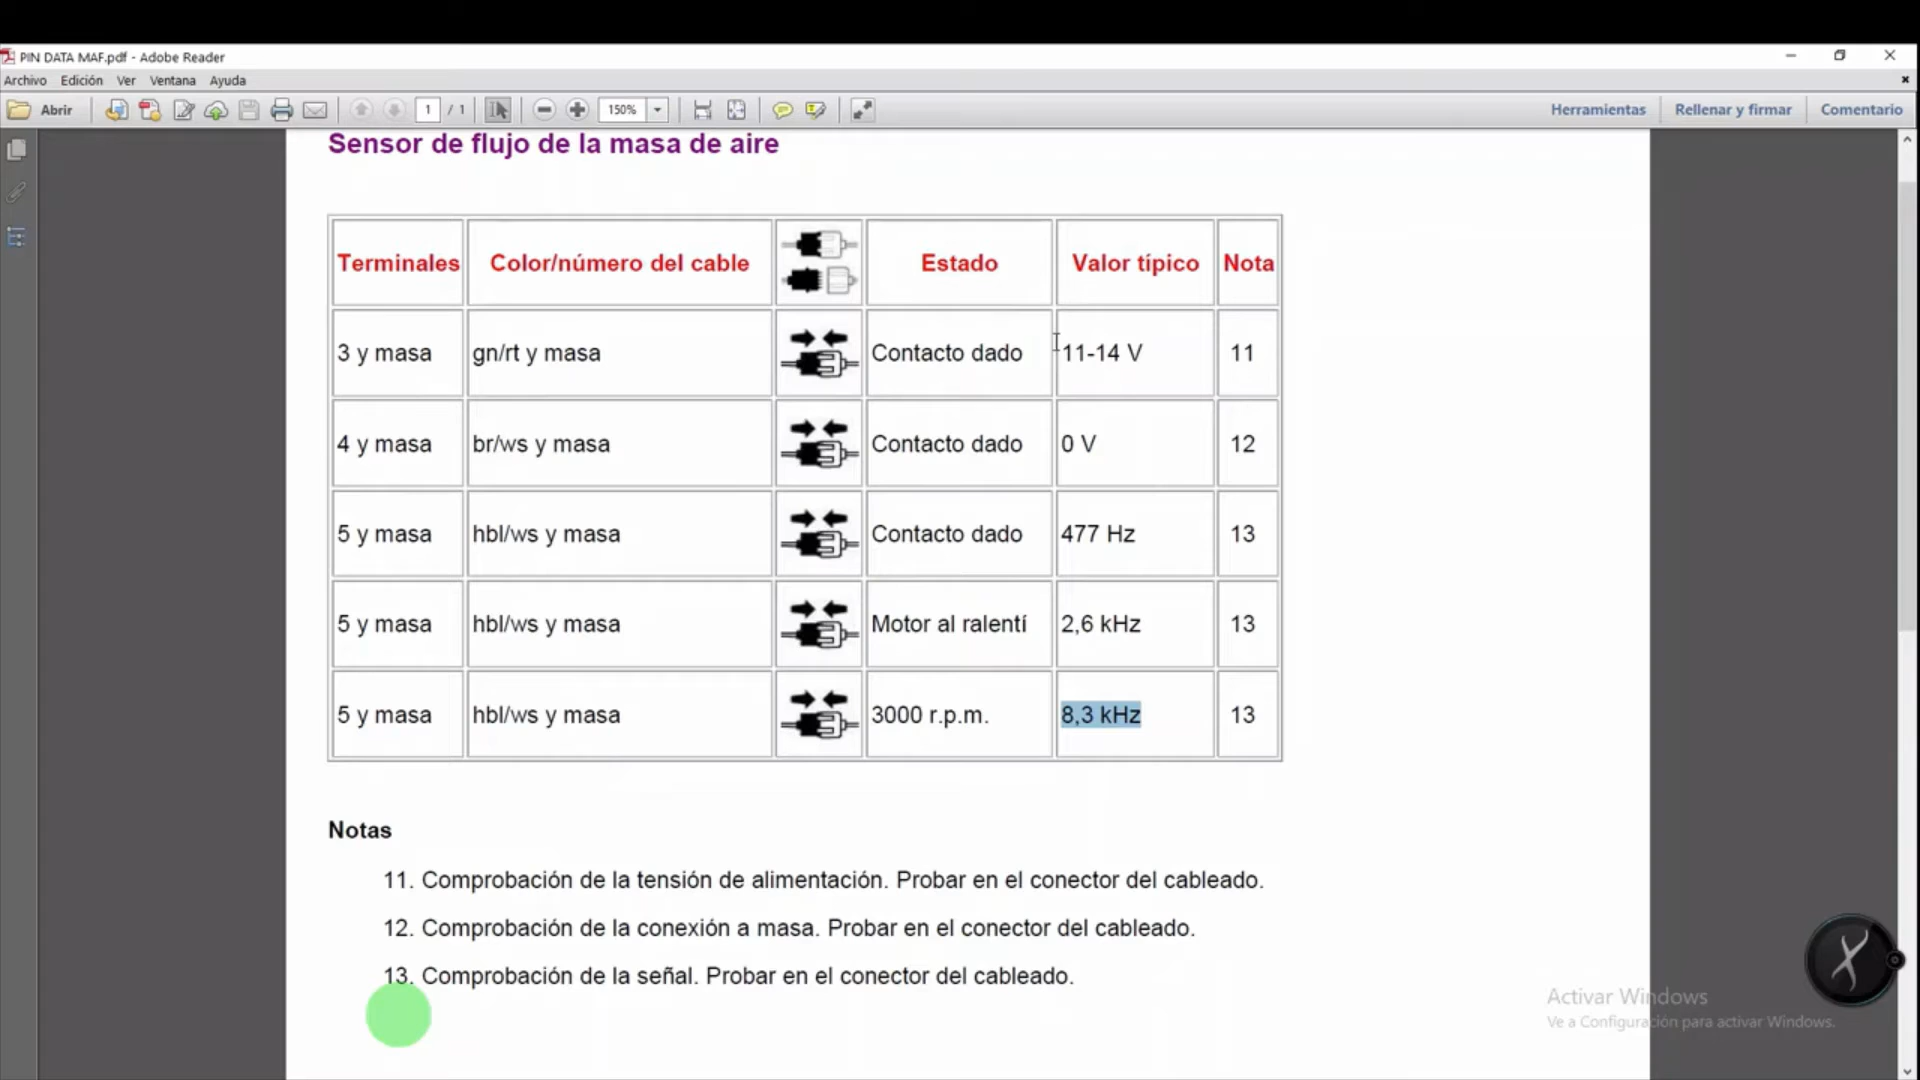 PIN DATA MAF.pdf - Adobe Reader
Archivo Edición Ver Ventana Ayuda
Abrir 1 / 1 150% Herramientas Rellenar y firmar Comentario
Sensor de flujo de la masa de aire
Terminales Color/número del cable Estado Valor típico Nota
3 y masa gn/rt y masa Contacto dado 11-14 V 11
4 y masa br/ws y masa Contacto dado 0 V 12
5 y masa hbl/ws y masa Contacto dado 477 Hz 13
5 y masa hbl/ws y masa Motor al ralentí 2,6 kHz 13
5 y masa hbl/ws y masa 3000 r.p.m. 8,3 kHz 13
Notas
11. Comprobación de la tensión de alimentación. Probar en el conector del cableado.
12. Comprobación de la conexión a masa. Probar en el conector del cableado.
13. Comprobación de la señal. Probar en el conector del cableado.
Activar Windows
Ve a Configuración para activar Windows.